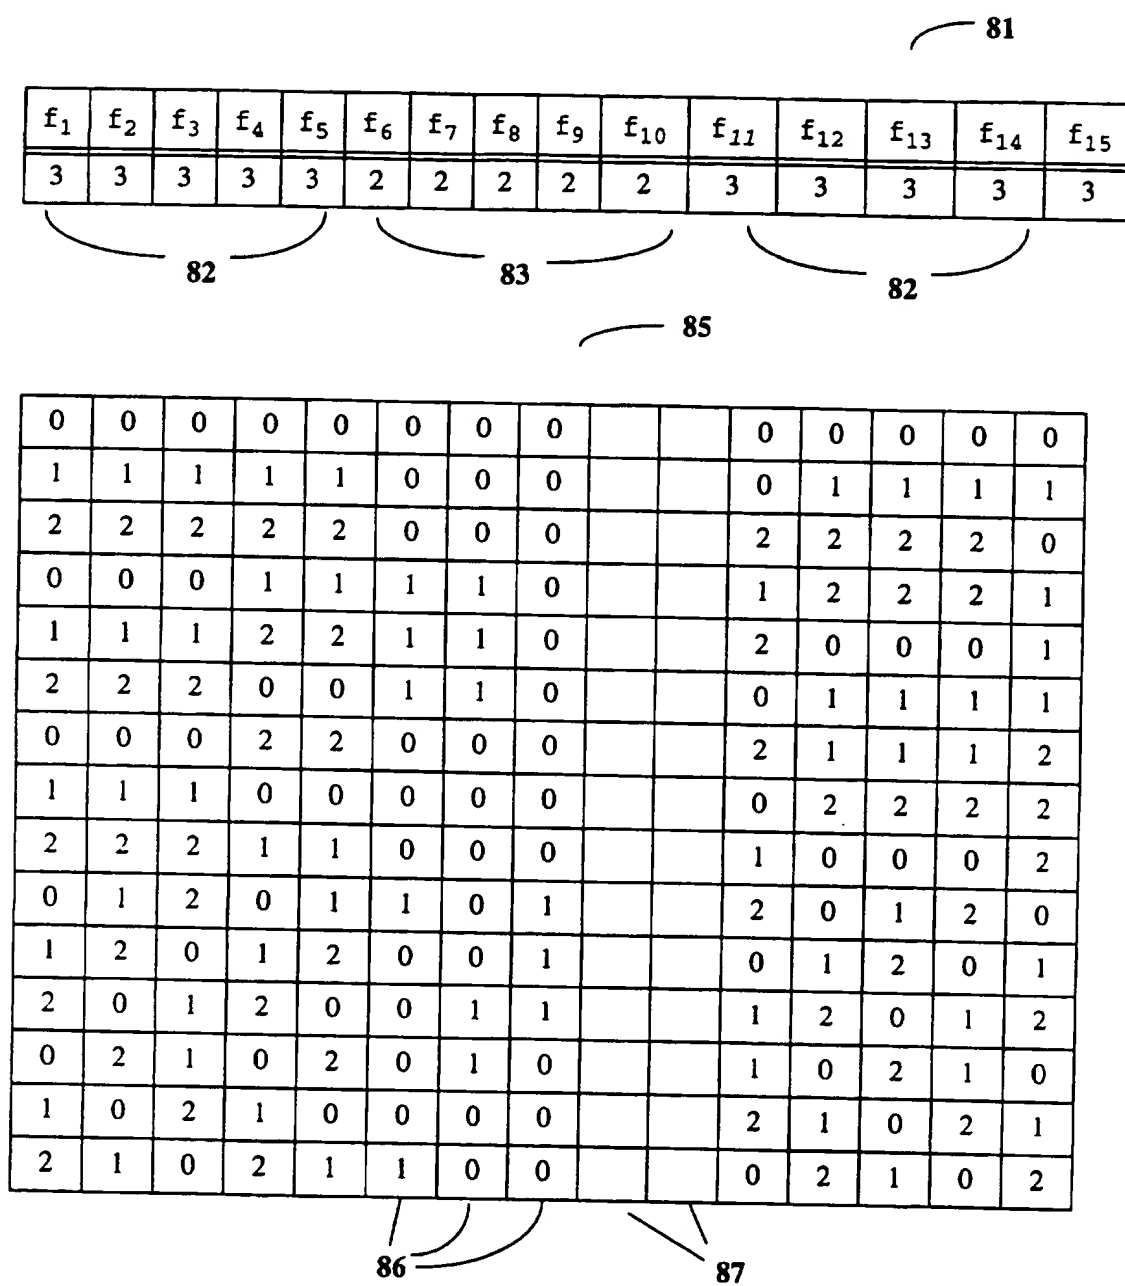 81
f1 f2 f3 f4 f5 f6 f7 f8 f9 f10 f11 f12 f13 f14 f15
3 3 3 3 3 2 2 2 2 2 3 3 3 3 3
82 83 82
85
0 0 0 0 0 0 0 0 0 0 0 0 0
1 1 1 1 1 0 0 0 0 1 1 1 1
2 2 2 2 2 0 0 0 2 2 2 2 0
0 0 0 1 1 1 1 0 1 2 2 2 1
1 1 1 2 2 1 1 0 2 0 0 0 1
2 2 2 0 0 1 1 0 0 1 1 1 1
0 0 0 2 2 0 0 0 2 1 1 1 2
1 1 1 0 0 0 0 0 0 2 2 2 2
2 2 2 1 1 0 0 0 1 0 0 0 2
0 1 2 0 1 1 0 1 2 0 1 2 0
1 2 0 1 2 0 0 1 0 1 2 0 1
2 0 1 2 0 0 1 1 1 2 0 1 2
0 2 1 0 2 0 1 0 1 0 2 1 0
1 0 2 1 0 0 0 0 2 1 0 2 1
2 1 0 2 1 1 0 0 0 2 1 0 2
86 87